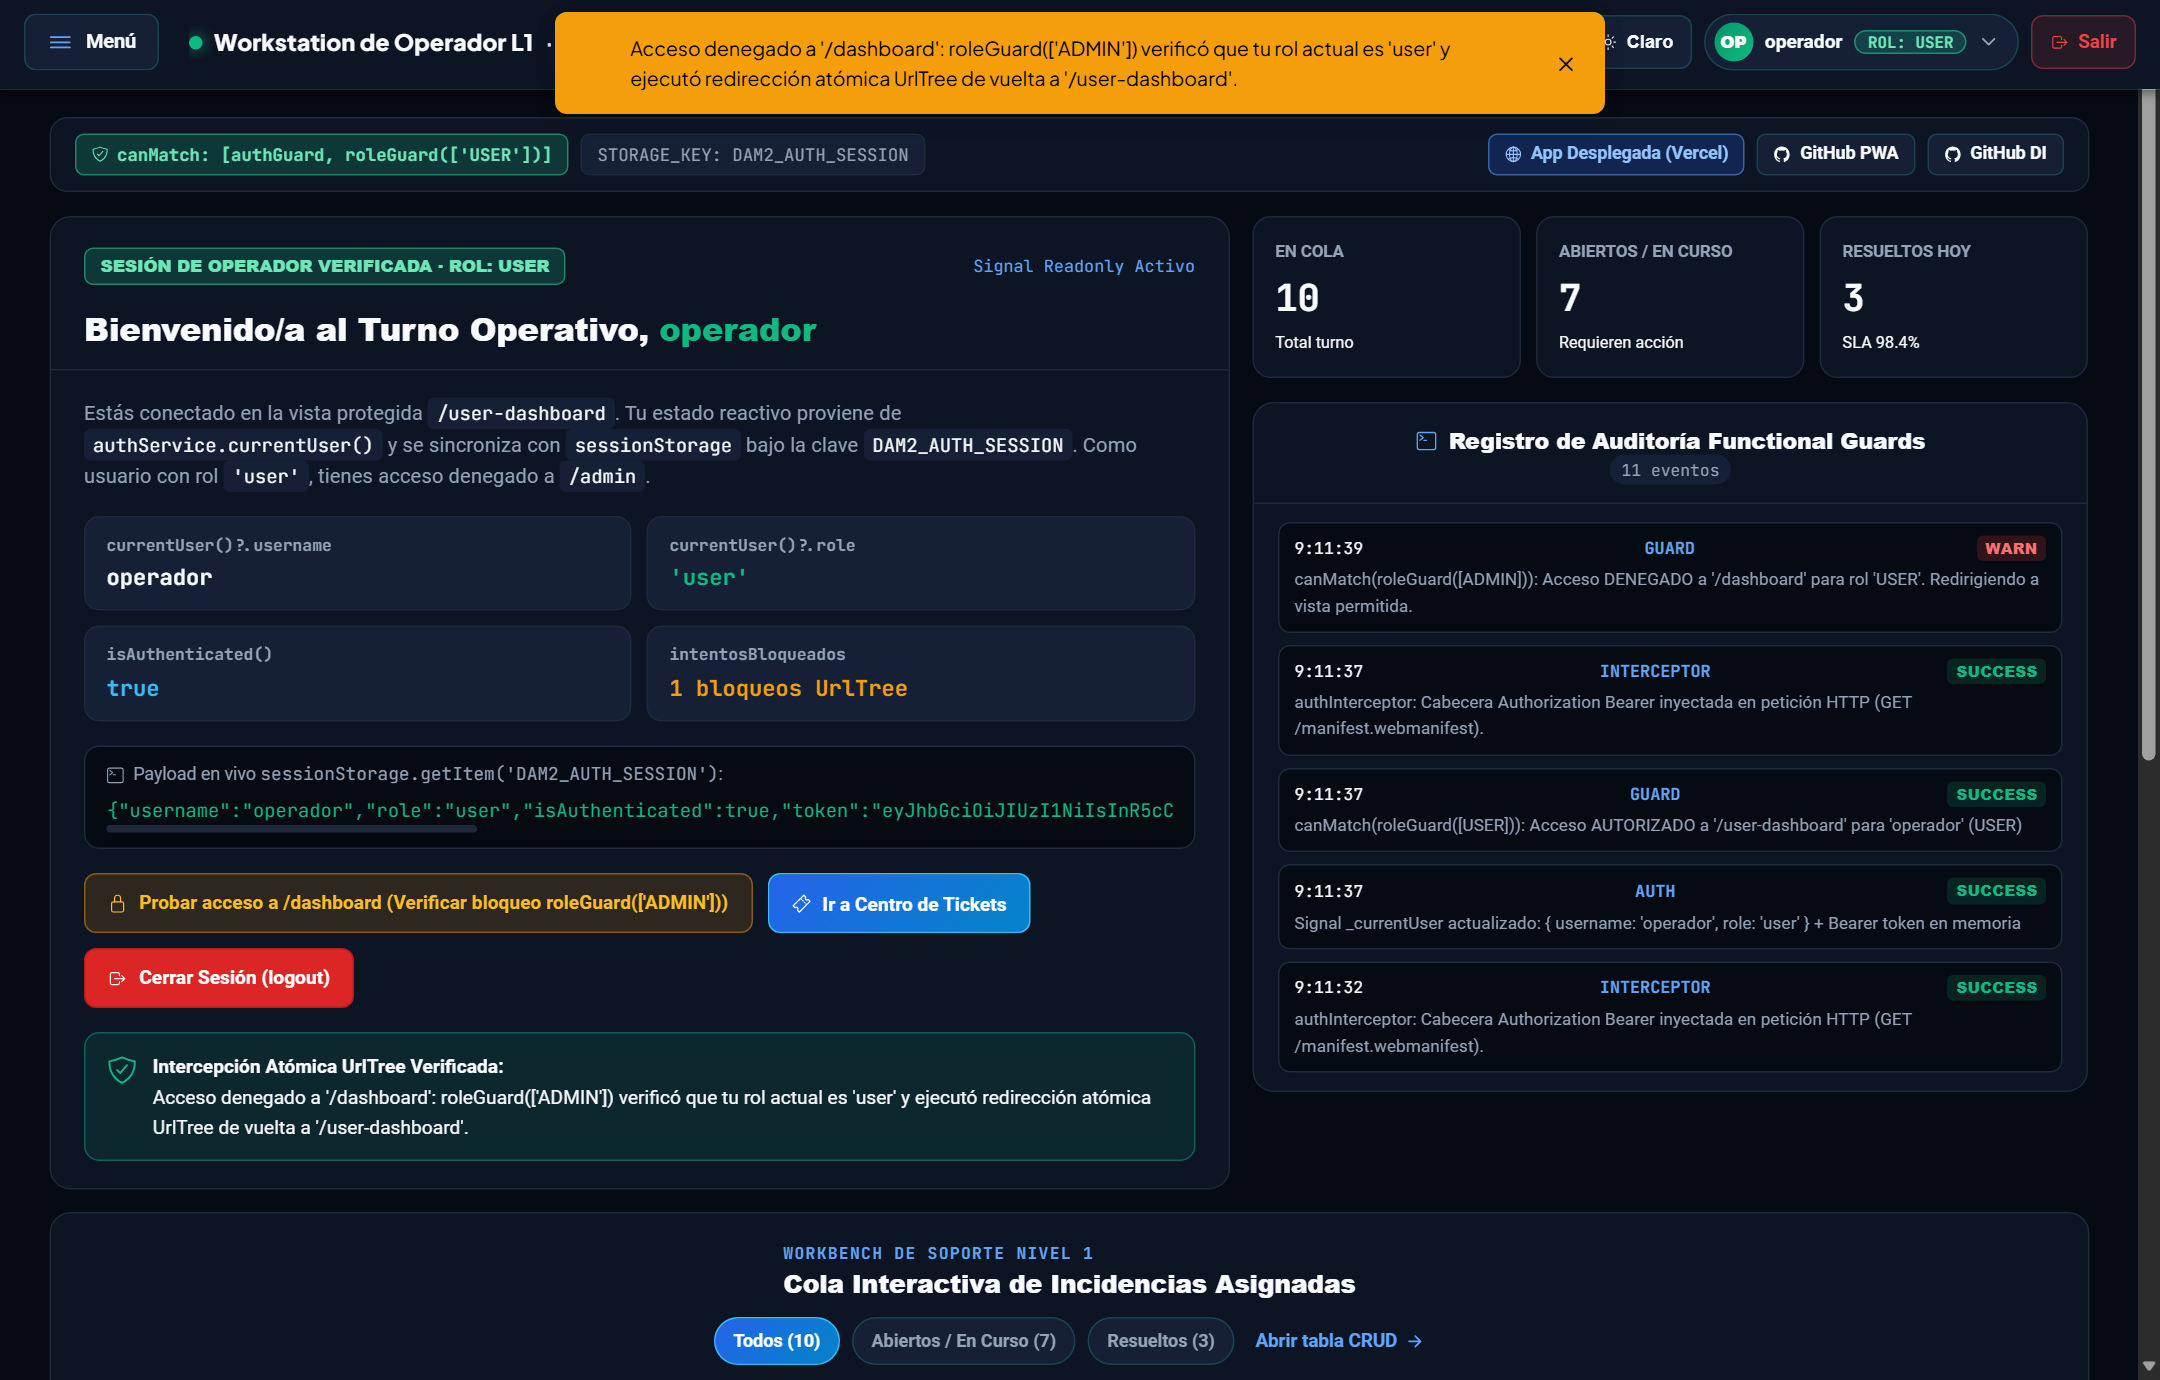 Menú
Workstation de Operador L1 ·
Acceso denegado a '/dashboard': roleGuard(['ADMIN']) verificó que tu rol actual es 'user' y
ejecutó redirección atómica UrlTree de vuelta a '/user-dashboard'.
Claro
OP operador ROL: USER
Salir
canMatch: [authGuard, roleGuard(['USER'])]
STORAGE_KEY: DAM2_AUTH_SESSION
App Desplegada (Vercel)
GitHub PWA
GitHub DI
SESIÓN DE OPERADOR VERIFICADA · ROL: USER
Signal Readonly Activo
Bienvenido/a al Turno Operativo, operador
Estás conectado en la vista protegida /user-dashboard . Tu estado reactivo proviene de
authService.currentUser() y se sincroniza con sessionStorage bajo la clave DAM2_AUTH_SESSION . Como
usuario con rol 'user' , tienes acceso denegado a /admin .
currentUser()?.username
operador
currentUser()?.role
'user'
isAuthenticated()
true
intentosBloqueados
1 bloqueos UrlTree
Payload en vivo sessionStorage.getItem('DAM2_AUTH_SESSION'):
{"username":"operador","role":"user","isAuthenticated":true,"token":"eyJhbGciOiJIUzI1NiIsInR5cC
Probar acceso a /dashboard (Verificar bloqueo roleGuard(['ADMIN']))
Ir a Centro de Tickets
Cerrar Sesión (logout)
Intercepción Atómica UrlTree Verificada:
Acceso denegado a '/dashboard': roleGuard(['ADMIN']) verificó que tu rol actual es 'user' y ejecutó redirección atómica
UrlTree de vuelta a '/user-dashboard'.
EN COLA
10
Total turno
ABIERTOS / EN CURSO
7
Requieren acción
RESUELTOS HOY
3
SLA 98.4%
Registro de Auditoría Functional Guards
11 eventos
9:11:39 GUARD WARN
canMatch(roleGuard([ADMIN])): Acceso DENEGADO a '/dashboard' para rol 'USER'. Redirigiendo a
vista permitida.
9:11:37 INTERCEPTOR SUCCESS
authInterceptor: Cabecera Authorization Bearer inyectada en petición HTTP (GET
/manifest.webmanifest).
9:11:37 GUARD SUCCESS
canMatch(roleGuard([USER])): Acceso AUTORIZADO a '/user-dashboard' para 'operador' (USER)
9:11:37 AUTH SUCCESS
Signal _currentUser actualizado: { username: 'operador', role: 'user' } + Bearer token en memoria
9:11:32 INTERCEPTOR SUCCESS
authInterceptor: Cabecera Authorization Bearer inyectada en petición HTTP (GET
/manifest.webmanifest).
WORKBENCH DE SOPORTE NIVEL 1
Cola Interactiva de Incidencias Asignadas
Todos (10)
Abiertos / En Curso (7)
Resueltos (3)
Abrir tabla CRUD →